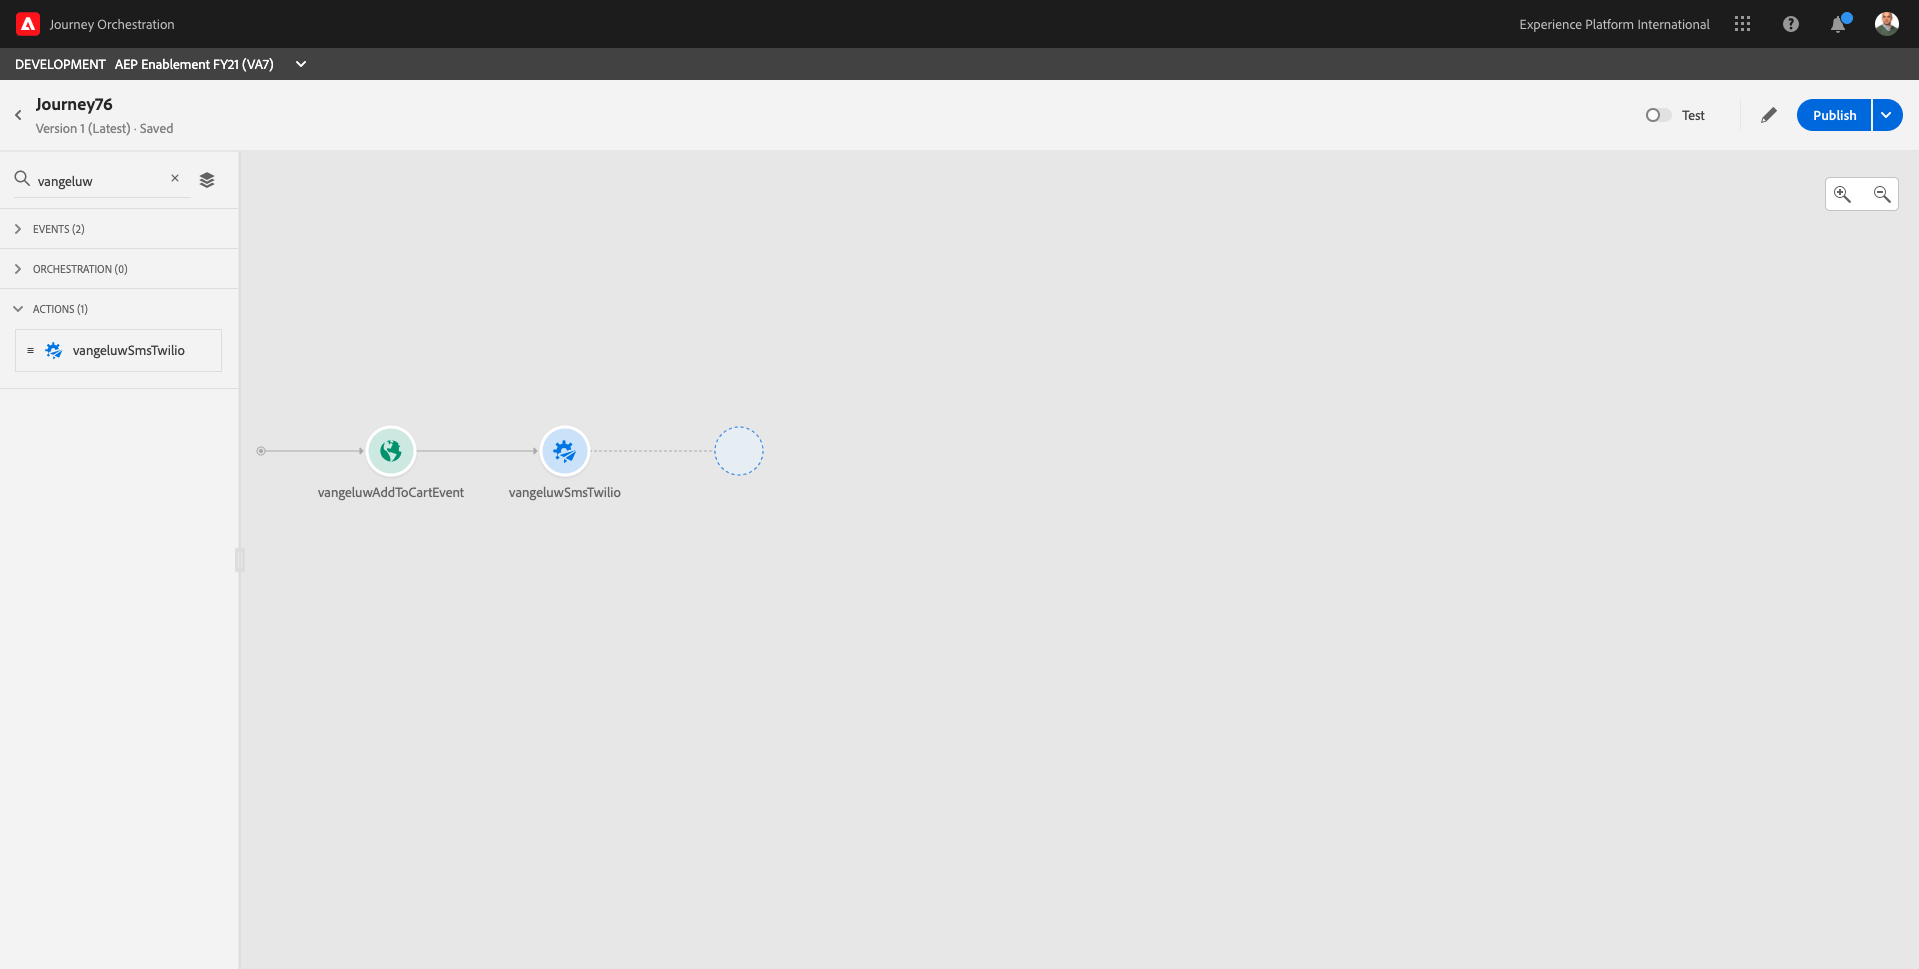 Journey Orchestration
Experience Platform International
DEVELOPMENT AEP Enablement FY21 (VA7)
Journey76
Version 1 (Latest) · Saved
Test
Publish
vangeluw
EVENTS (2)
ORCHESTRATION (0)
ACTIONS (1)
vangeluwSmsTwilio
vangeluwAddToCartEvent
vangeluwSmsTwilio